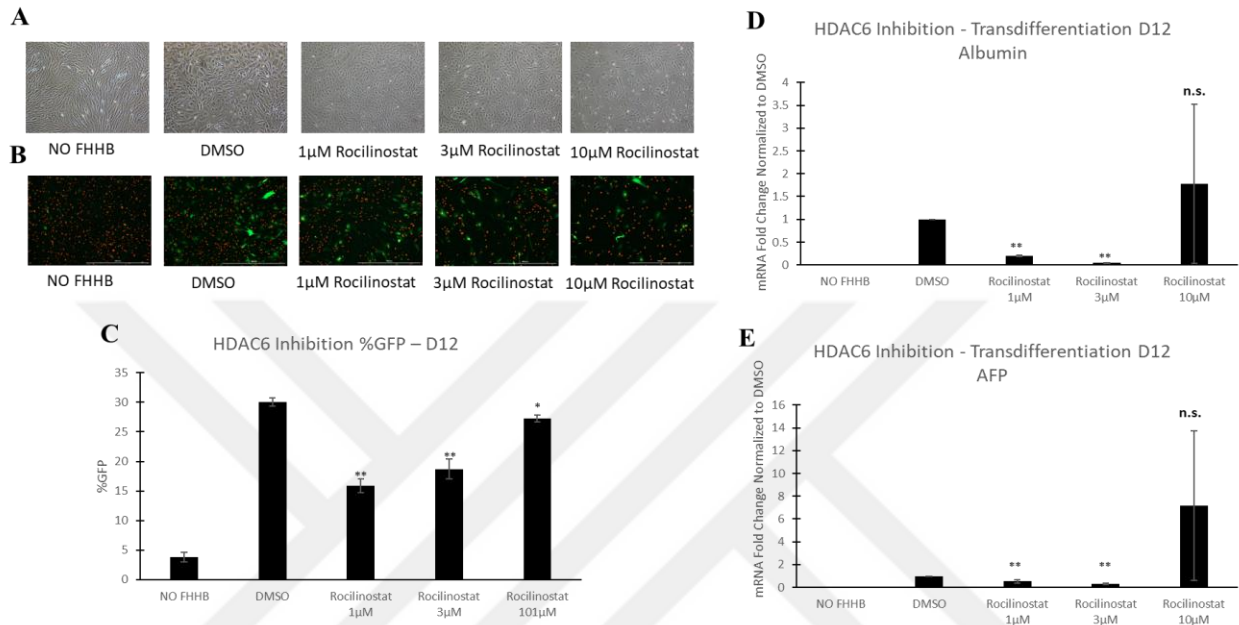 A
NO FHHB
DMSO
1µM Rocilinostat
3µM Rocilinostat
10µM Rocilinostat
B
NO FHHB
DMSO
1µM Rocilinostat
3µM Rocilinostat
10µM Rocilinostat
C
HDAC6 Inhibition %GFP – D12
%GFP
35
30
25
20
15
10
5
0
**
**
*
NO FHHB
DMSO
Rocilinostat
1µM
Rocilinostat
3µM
Rocilinostat
101µM
D
HDAC6 Inhibition - Transdifferentiation D12
Albumin
mRNA Fold Change Normalized to DMSO
4
3.5
3
2.5
2
1.5
1
0.5
0
**
**
n.s.
NO FHHB
DMSO
Rocilinostat
1µM
Rocilinostat
3µM
Rocilinostat
10µM
E
HDAC6 Inhibition - Transdifferentiation D12
AFP
mRNA Fold Change Normalized to DMSO
16
14
12
10
8
6
4
2
0
**
**
n.s.
NO FHHB
DMSO
Rocilinostat
1µM
Rocilinostat
3µM
Rocilinostat
10µM